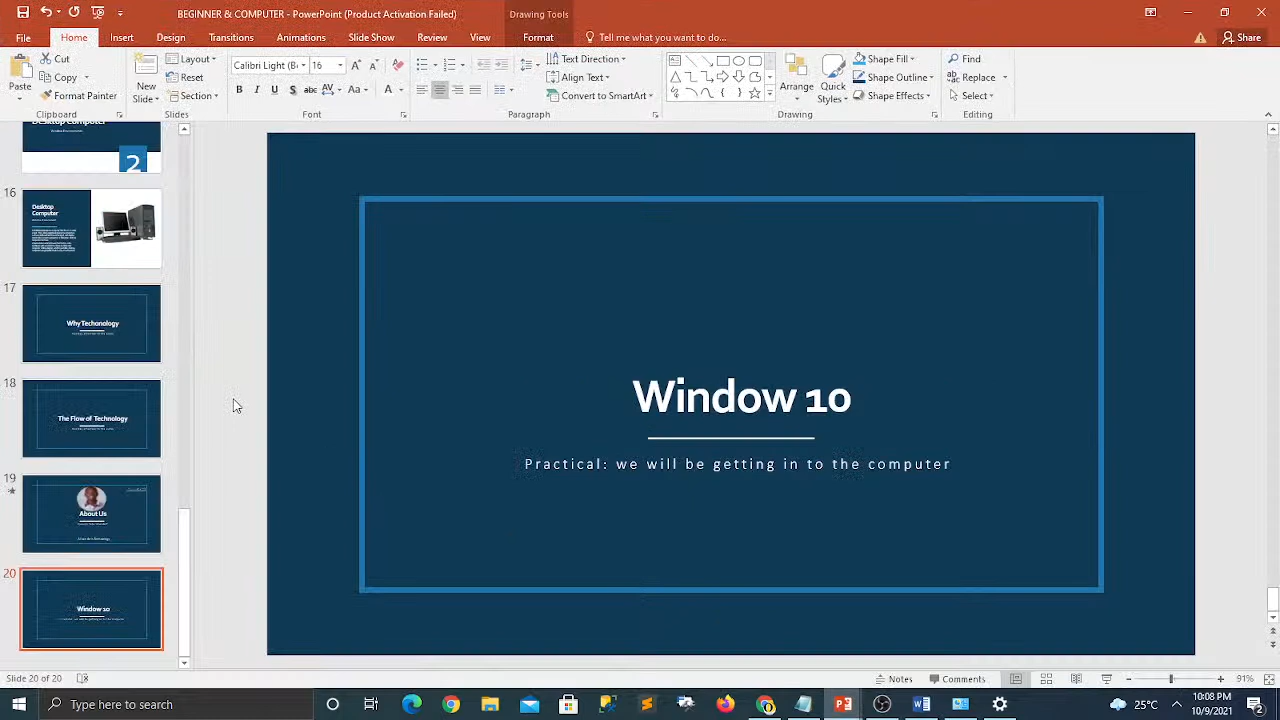 BEGINNER & COMPUTER - PowerPoint (Product Activation Failed)
Drawing Tools
File Home Insert Design Transitions Animations Slide Show Review View Format Tell me what you want to do... Share
Cut
Copy
Format Painter
Paste
Clipboard
New Slide
Layout
Reset
Section
Slides
Calibri Light (B 16
B I U S abc AV Aa A
Font
Text Direction
Align Text
Convert to SmartArt
Paragraph
Arrange
Quick Styles
Shape Fill
Shape Outline
Shape Effects
Drawing
Find
Replace
Select
Editing
2
16
Desktop Computer
17
Why Techonology
18
The Flow of Technology
19
About Us
20
Window 10
Window 10
Practical: we will be getting in to the computer
Slide 20 of 20
Notes
Comments
91%
Type here to search
25°C
10:08 PM
10/9/2021